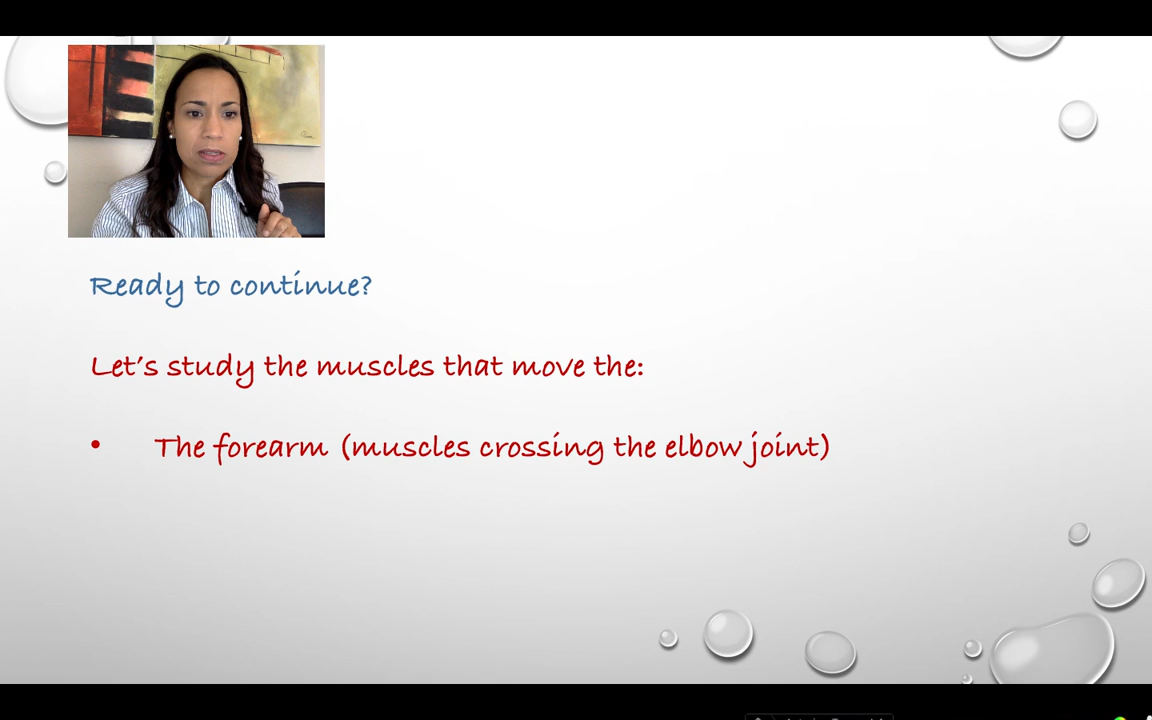 Ready to continue?
Let's study the muscles that move the:
• The forearm (muscles crossing the elbow joint)